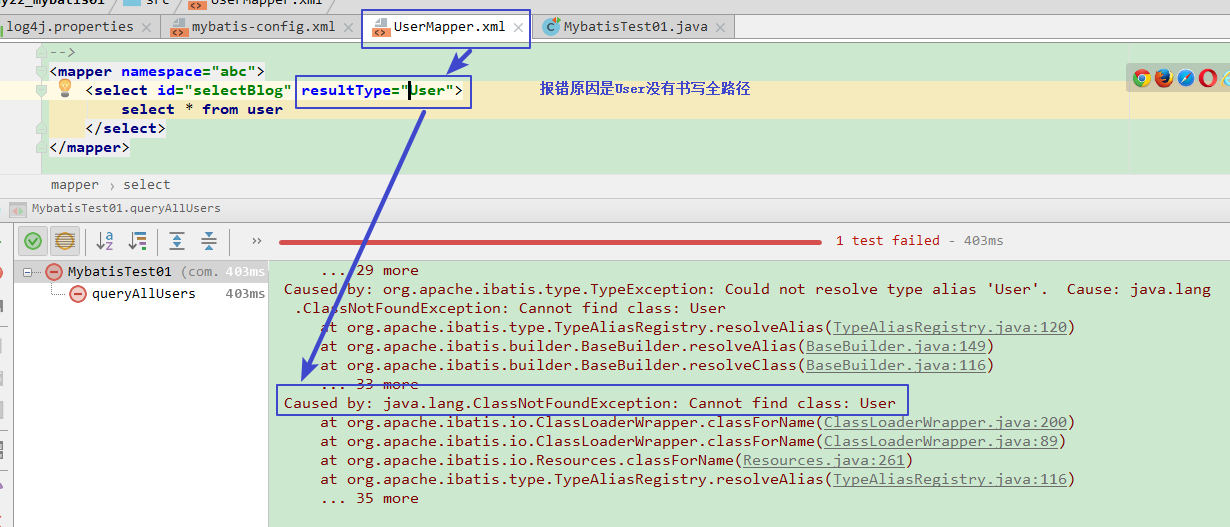 mybatis01
src
UserMapper.xml
log4j.properties
mybatis-config.xml
UserMapper.xml
MybatisTest01.java
-->
<mapper namespace="abc">
<select id="selectBlog" resultType="User">
报错原因是User没有书写全路径
select * from user
</select>
</mapper>
mapper › select
MybatisTest01.queryAllUsers
1 test failed - 403ms
MybatisTest01 (com. 403ms
queryAllUsers 403ms
... 29 more
Caused by: org.apache.ibatis.type.TypeException: Could not resolve type alias 'User'.  Cause: java.lang
.ClassNotFoundException: Cannot find class: User
at org.apache.ibatis.type.TypeAliasRegistry.resolveAlias(TypeAliasRegistry.java:120)
at org.apache.ibatis.builder.BaseBuilder.resolveAlias(BaseBuilder.java:149)
at org.apache.ibatis.builder.BaseBuilder.resolveClass(BaseBuilder.java:116)
... 33 more
Caused by: java.lang.ClassNotFoundException: Cannot find class: User
at org.apache.ibatis.io.ClassLoaderWrapper.classForName(ClassLoaderWrapper.java:200)
at org.apache.ibatis.io.ClassLoaderWrapper.classForName(ClassLoaderWrapper.java:89)
at org.apache.ibatis.io.Resources.classForName(Resources.java:261)
at org.apache.ibatis.type.TypeAliasRegistry.resolveAlias(TypeAliasRegistry.java:116)
... 35 more